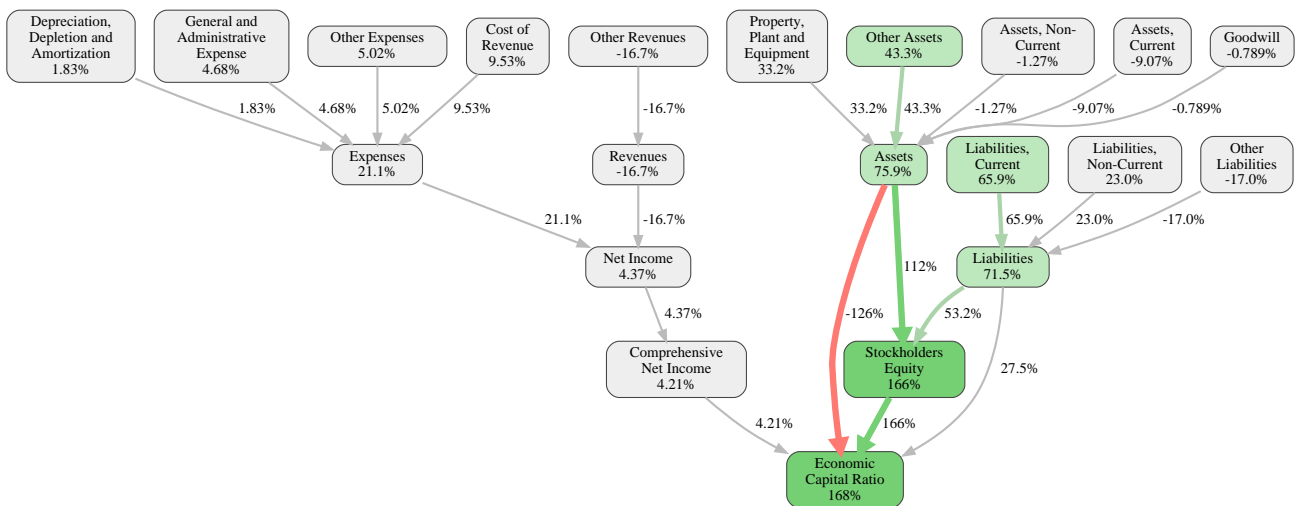 Depreciation,
Depletion and
Amortization
1.83%
General and
Administrative
Expense
4.68%
Other Expenses
5.02%
Cost of
Revenue
9.53%
Other Revenues
-16.7%
Property,
Plant and
Equipment
33.2%
Other Assets
43.3%
Assets, Non-
Current
-1.27%
Assets,
Current
-9.07%
Goodwill
-0.789%
1.83%
4.68%
5.02%
9.53%
-16.7%
33.2%
43.3%
-1.27%
-9.07%
-0.789%
Expenses
21.1%
Revenues
-16.7%
Assets
75.9%
Liabilities,
Current
65.9%
Liabilities,
Non-Current
23.0%
Other
Liabilities
-17.0%
21.1%
-16.7%
65.9%
23.0%
-17.0%
Net Income
4.37%
112%
Liabilities
71.5%
4.37%
-126%
53.2%
Comprehensive
Net Income
4.21%
Stockholders
Equity
166%
27.5%
4.21%
166%
Economic
Capital Ratio
168%